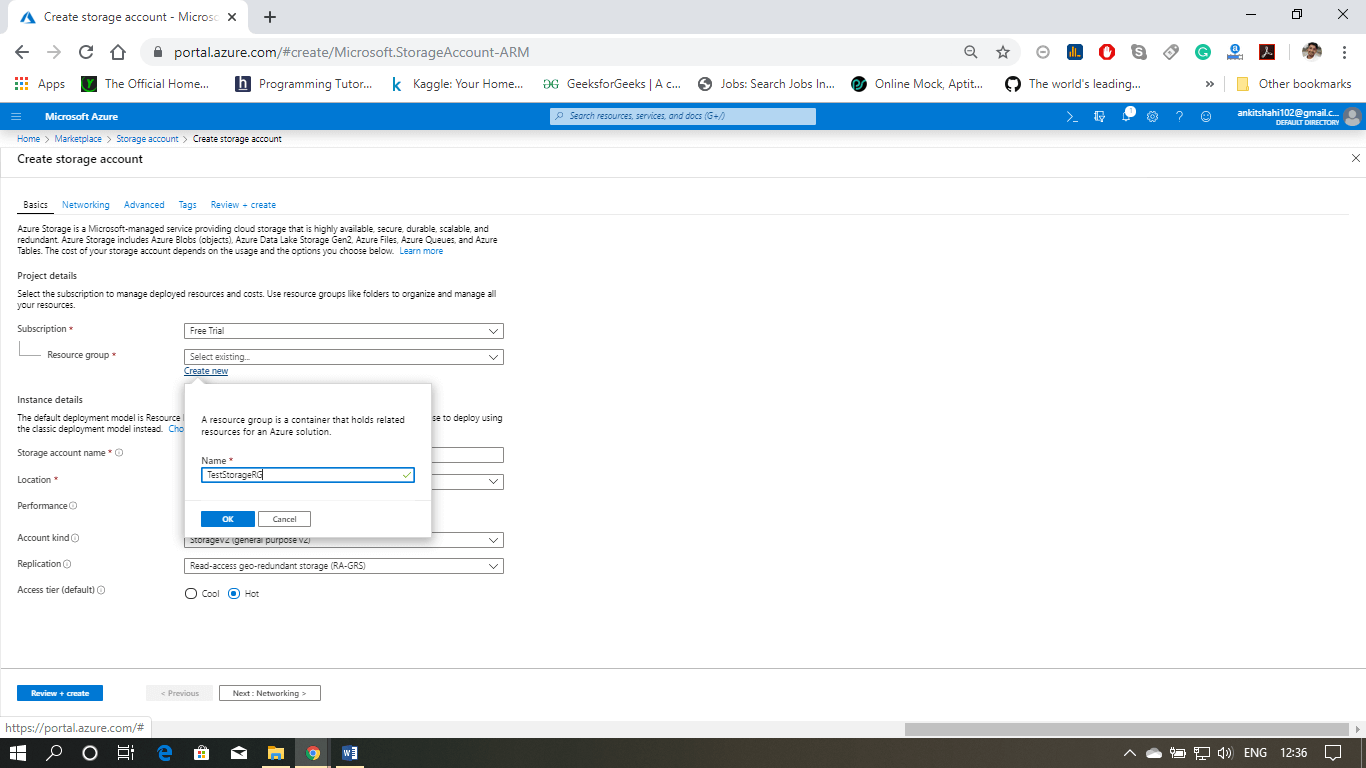 Create storage account - Micros
portal.azure.com/#create/Microsoft.StorageAccount-ARM
Apps
The Official Home...
Programming Tutor...
Kaggle: Your Home...
GeeksforGeeks | A c...
Jobs: Search Jobs In...
Online Mock, Aptit...
The world's leading...
»
Other bookmarks
Microsoft Azure
Search resources, services, and docs (G+/)
1
ankitshahi102@gmail.c...
DEFAULT DIRECTORY
Home > Marketplace > Storage account > Create storage account
Create storage account
Basics Networking Advanced Tags Review + create
Azure Storage is a Microsoft-managed service providing cloud storage that is highly available, secure, durable, scalable, and
redundant. Azure Storage includes Azure Blobs (objects), Azure Data Lake Storage Gen2, Azure Files, Azure Queues, and Azure
Tables. The cost of your storage account depends on the usage and the options you choose below. Learn more
Project details
Select the subscription to manage deployed resources and costs. Use resource groups like folders to organize and manage all
your resources.
Subscription *
Free Trial
Resource group *
Select existing...
Create new
Instance details
The default deployment model is Resource
se to deploy using
the classic deployment model instead. Cho
A resource group is a container that holds related
resources for an Azure solution.
Name *
TestStorageRG
OK
Cancel
Storage account name *
Location *
Performance
Account kind
StorageV2 (general purpose v2)
Replication
Read-access geo-redundant storage (RA-GRS)
Access tier (default)
Cool
Hot
Review + create
< Previous
Next : Networking >
https://portal.azure.com/#
ENG
12:36